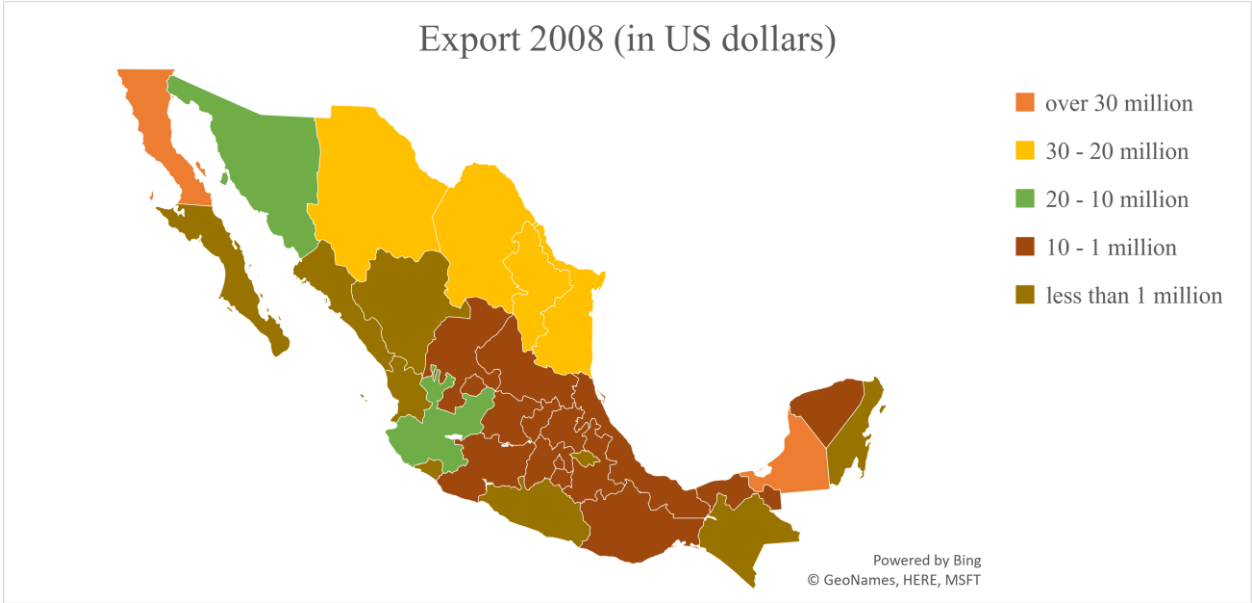 Export 2008 (in US dollars)
over 30 million
30 - 20 million
20 - 10 million
10 - 1 million
less than 1 million
Powered by Bing
© GeoNames, HERE, MSFT